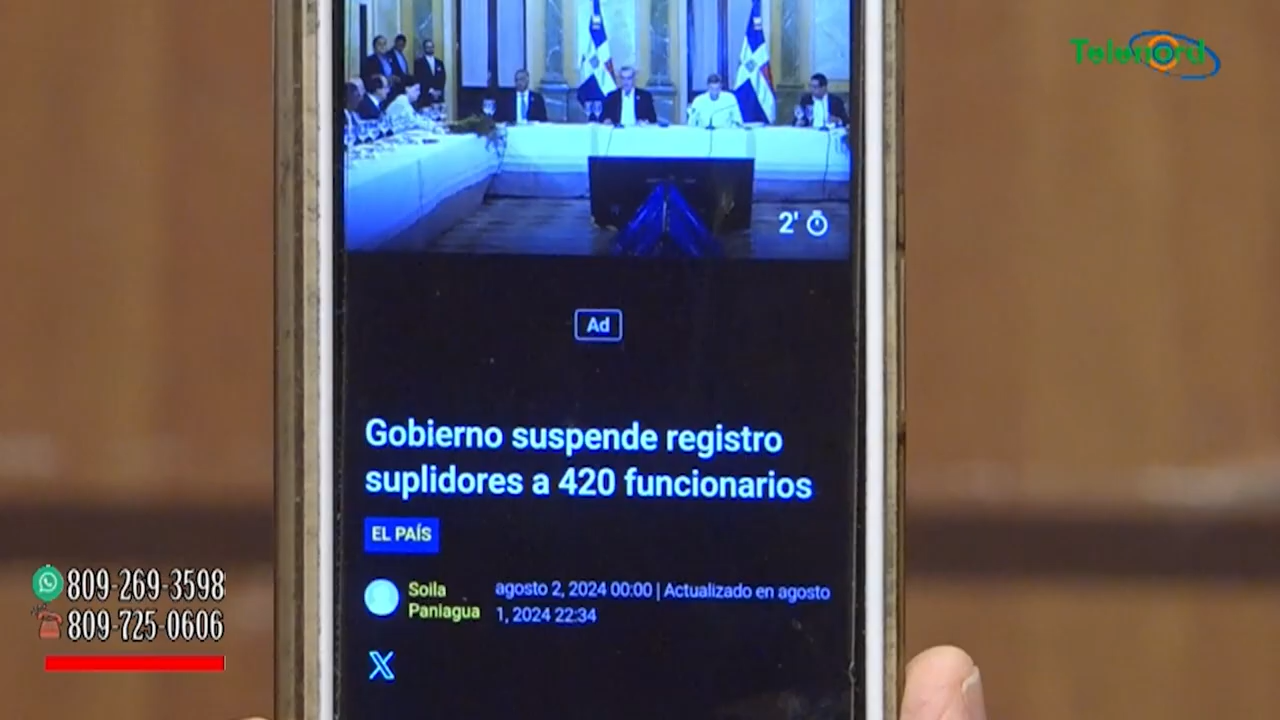 Telenord
2'
Ad
Gobierno suspende registro
suplidores a 420 funcionarios
EL PAÍS
Soila
Paniagua
agosto 2, 2024 00:00 | Actualizado en agosto
1, 2024 22:34
X
809-269-3598
809-725-0606